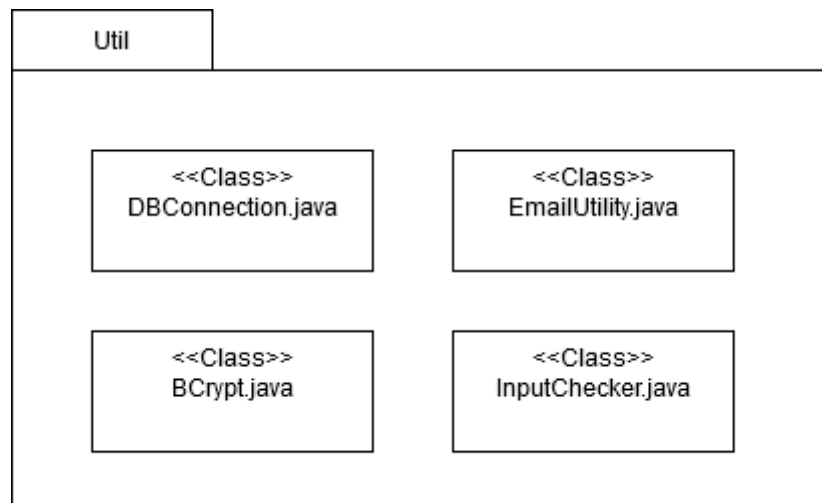 Util
<<Class>>
DBConnection.java
<<Class>>
EmailUtility.java
<<Class>>
BCrypt.java
<<Class>>
InputChecker.java